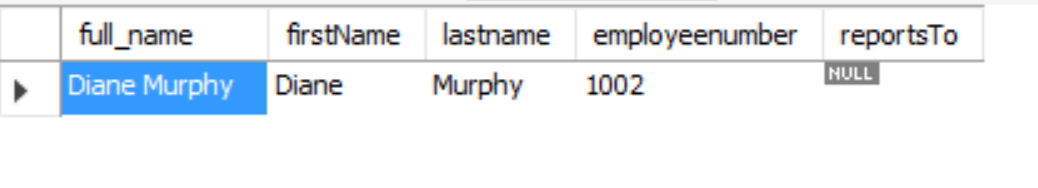 full_name firstName lastname employeenumber reportsTo
Diane Murphy Diane Murphy 1002 NULL